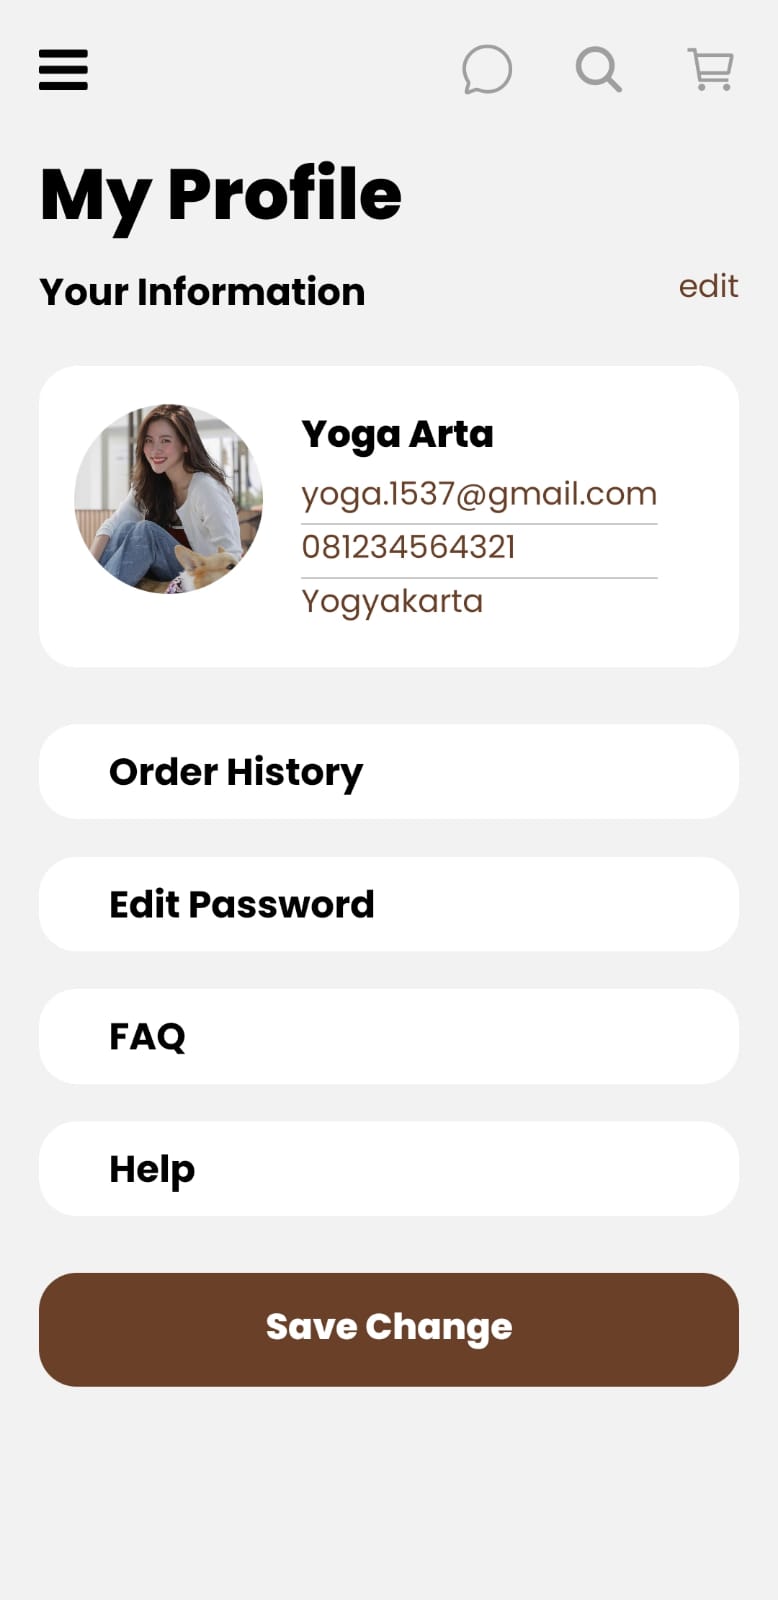 My Profile
Your Information
edit
Yoga Arta
yoga.1537@gmail.com
081234564321
Yogyakarta
Order History
Edit Password
FAQ
Help
Save Change